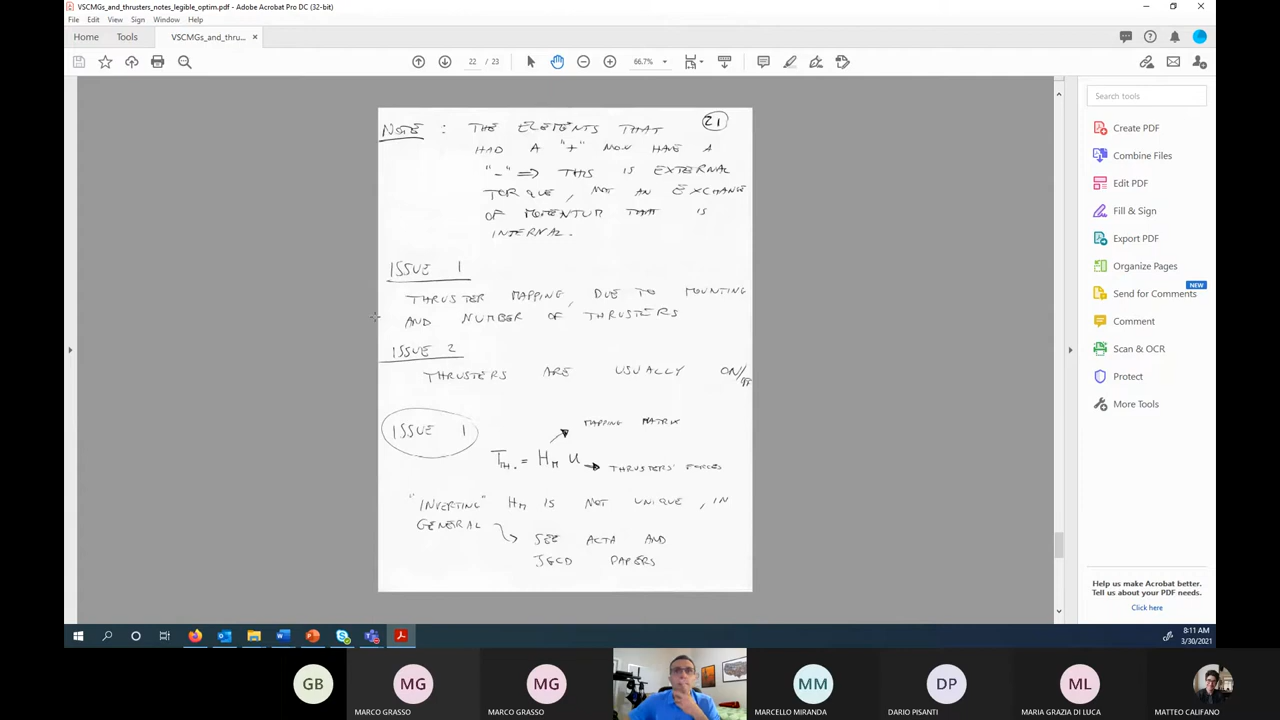 VSCMGs_and_thrusters_notes_legible_optim.pdf - Adobe Acrobat Pro DC (32-bit)
File Edit View Sign Window Help
Home Tools VSCMGs_and_thru... ×
22 / 23 66.7%
Search tools
Create PDF
Combine Files
Edit PDF
Fill & Sign
Export PDF
Organize Pages
Send for Comments NEW
Comment
Scan & OCR
Protect
More Tools
Help us make Acrobat better.
Tell us about your PDF needs.
Click here
21
NOTE : THE ELEMENTS THAT
HAD A "+" NOW HAVE A
"-" ⇒ THIS IS EXTERNAL
TORQUE, NOT AN EXCHANGE
OF MOMENTUM THAT IS
INTERNAL.
ISSUE 1
THRUSTER MAPPING, DUE TO MOUNTING
AND NUMBER OF THRUSTERS
ISSUE 2
THRUSTERS ARE USUALLY ON/OFF
ISSUE 1
MAPPING MATRIX
T_TH. = H_M u → THRUSTERS' FORCES
"INVERTING" H_M IS NOT UNIQUE, IN
GENERAL → SEE ACTA AND
JGCD PAPERS
8:11 AM
3/30/2021
GB
MG
MG
MM
DP
ML
MARCO GRASSO
MARCO GRASSO
MARCELLO MIRANDA
DARIO PISANTI
MARIA GRAZIA DI LUCA
MATTEO CALIFANO